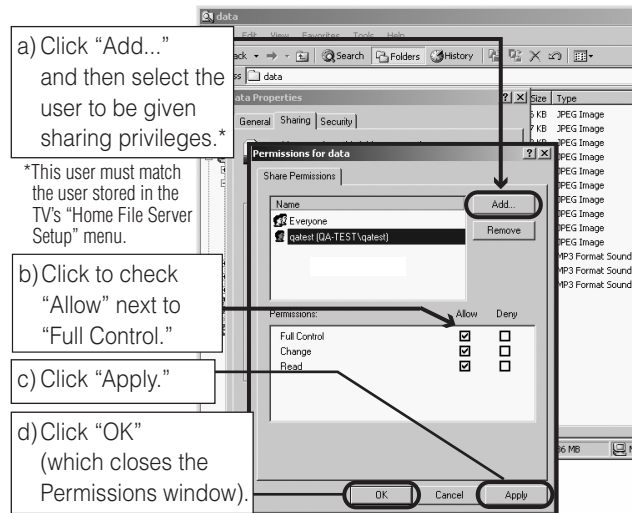 data
Edit View Favorites Tools Help
Search Folders History
data
a) Click “Add...”
and then select the
user to be given
sharing privileges.*
*This user must match
the user stored in the
TV’s “Home File Server
Setup” menu.
b) Click to check
“Allow” next to
“Full Control.”
c) Click “Apply.”
d) Click “OK”
(which closes the
Permissions window).
Properties
General Sharing Security
Permissions for data
Share Permissions
Name
Everyone
qatest (QA-TEST\qatest)
Add...
Remove
Permissions: Allow Deny
Full Control
Change
Read
OK Cancel Apply
Size Type
KB JPEG Image
KB JPEG Image
JPEG Image
JPEG Image
JPEG Image
JPEG Image
JPEG Image
JPEG Image
JPEG Image
JPEG Image
MP3 Format Sound
MP3 Format Sound
MP3 Format Sound
MB